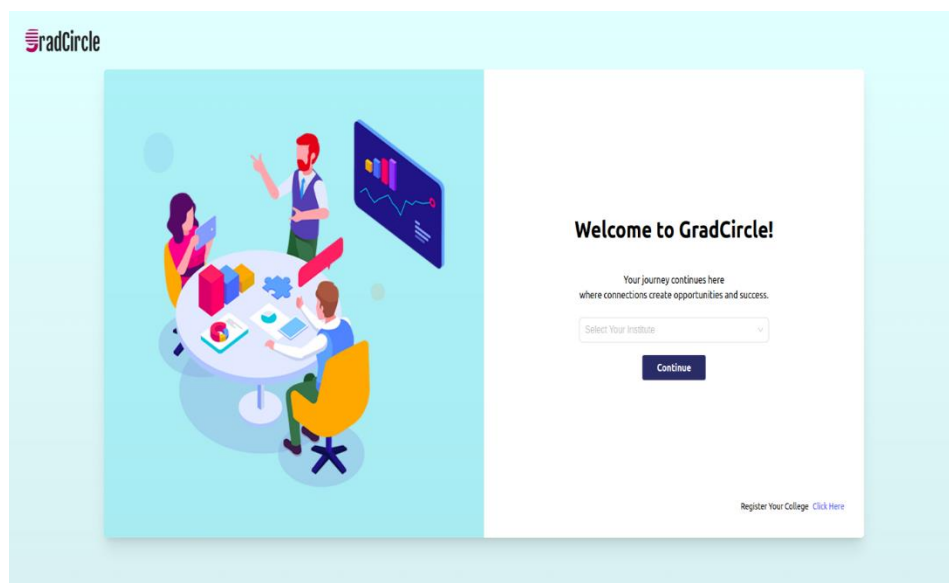 GradCircle
Welcome to GradCircle!
Your journey continues here
where connections create opportunities and success.
Select Your Institute
Continue
Register Your College Click Here